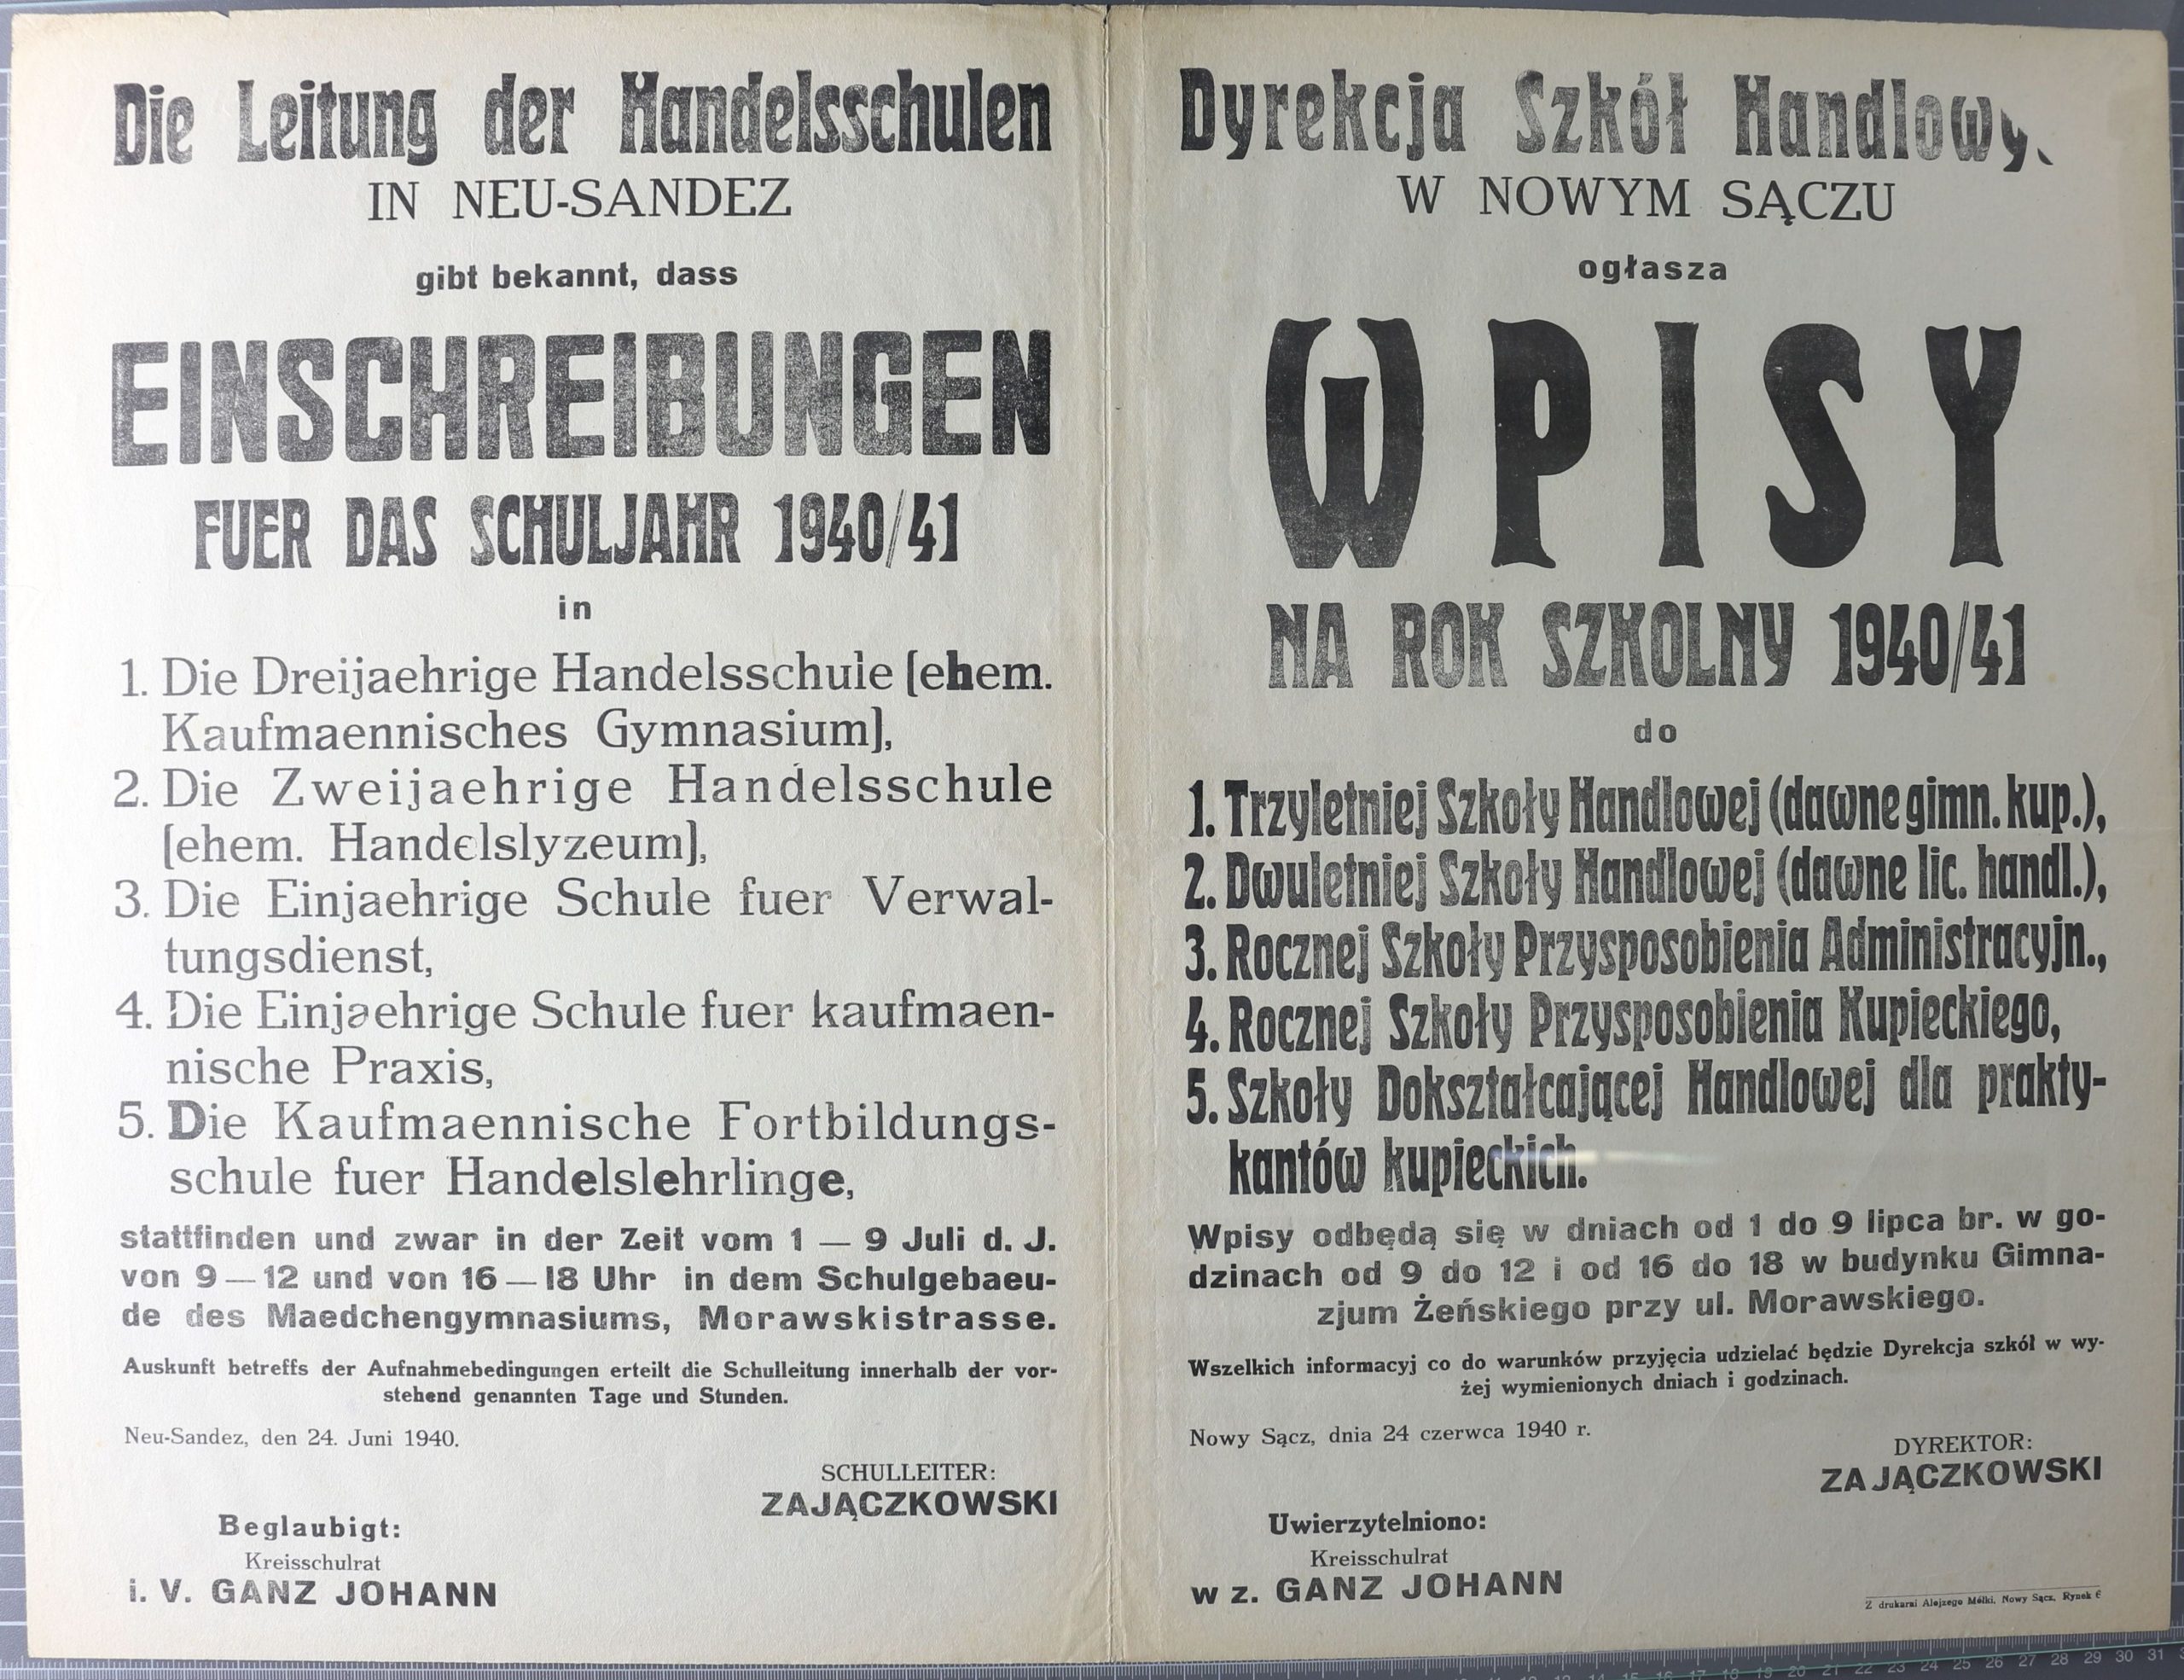 Die Leitung der Handelsschulen
IN NEU-SANDEZ
gibt bekannt, dass
EINSCHREIBUNGEN
FUER DAS SCHULJAHR 1940/41
in
1. Die Dreijaehrige Handelsschule (ehem.
Kaufmaennisches Gymnasium),
2. Die Zweijaehrige Handelsschule
(ehem. Handelslyzeum),
3. Die Einjaehrige Schule fuer Verwal-
tungsdienst,
4. Die Einjaehrige Schule fuer kaufmaen-
nische Praxis,
5. Die Kaufmaennische Fortbildungs-
schule fuer Handelslehrlinge,
stattfinden und zwar in der Zeit vom 1 — 9 Juli d. J.
von 9 — 12 und von 16 — 18 Uhr in dem Schulgebaeu-
de des Maedchengymnasiums, Morawskistrasse.
Auskunft betreffs der Aufnahmebedingungen erteilt die Schulleitung innerhalb der vor-
stehend genannten Tage und Stunden.
Neu-Sandez, den 24. Juni 1940.
SCHULLEITER:
ZAJĄCZKOWSKI
Beglaubigt:
Kreisschulrat
i. V. GANZ JOHANN
Dyrekcja Szkół
W NOWYM SĄCZU
ogłasza
WPISY
NA ROK SZKOLNY 1940/41
do
1. Trzyletniej Szkoły Handlowej (dawne gimn. kup.),
2. Dwuletniej Szkoły Handlowej (dawne lic. handl.),
3. Rocznej Szkoły Przysposobienia Administracyjn.,
4. Rocznej Szkoły Przysposobienia Kupieckiego,
5. Szkoły Dokształcającej Handlowej dla prakty-
kantów kupieckich.
Wpisy odbędą się w dniach od 1 do 9 lipca br. w go-
dzinach od 9 do 12 i od 16 do 18 w budynku Gimna-
zjum Żeńskiego przy ul. Morawskiego.
Wszelkich informacyj co do warunków przyjęcia udzielać będzie Dyrekcja szkół w wy-
żej wymienionych dniach i godzinach.
Nowy Sącz, dnia 24 czerwca 1940 r.
DYREKTOR:
ZAJĄCZKOWSKI
Uwierzytelniono:
Kreisschulrat
w z. GANZ JOHANN
Z drukarni Alojzego Mółki, Nowy Sącz, Rynek 6